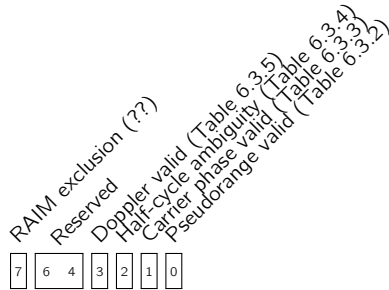 RAIM exclusion (??)
Reserved
Doppler valid (Table 6.3.5)
Half-cycle ambiguity (Table 6.3.4)
Carrier phase valid (Table 6.3.3)
Pseudorange valid (Table 6.3.2)
7 6 4 3 2 1 0